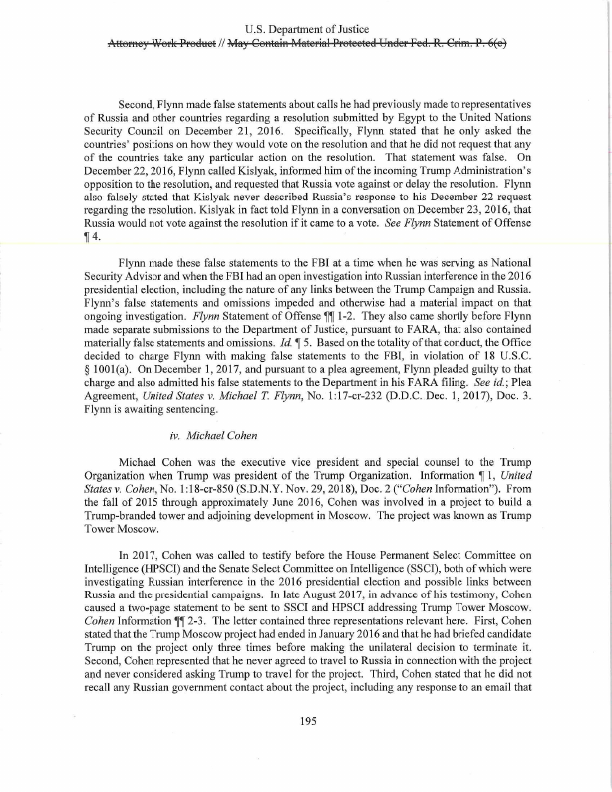 U.S. Department of Justice
Attorney Work Product // May Contain Material Protected Under Fed. R. Crim. P. 6(e)
Second, Flynn made false statements about calls he had previously made to representatives
of Russia and other countries regarding a resolution submitted by Egypt to the United Nations
Security Council on December 21, 2016. Specifically, Flynn stated that he only asked the
countries' positions on how they would vote on the resolution and that he did not request that any
of the countries take any particular action on the resolution. That statement was false. On
December 22, 2016, Flynn called Kislyak, informed him of the incoming Trump Administration's
opposition to the resolution, and requested that Russia vote against or delay the resolution. Flynn
also falsely stated that Kislyak never described Russia's response to his December 22 request
regarding the resolution. Kislyak in fact told Flynn in a conversation on December 23, 2016, that
Russia would not vote against the resolution if it came to a vote. See Flynn Statement of Offense
¶ 4.
Flynn made these false statements to the FBI at a time when he was serving as National
Security Advisor and when the FBI had an open investigation into Russian interference in the 2016
presidential election, including the nature of any links between the Trump Campaign and Russia.
Flynn's false statements and omissions impeded and otherwise had a material impact on that
ongoing investigation. Flynn Statement of Offense ¶¶ 1-2. They also came shortly before Flynn
made separate submissions to the Department of Justice, pursuant to FARA, that also contained
materially false statements and omissions. Id. ¶ 5. Based on the totality of that conduct, the Office
decided to charge Flynn with making false statements to the FBI, in violation of 18 U.S.C.
§ 1001(a). On December 1, 2017, and pursuant to a plea agreement, Flynn pleaded guilty to that
charge and also admitted his false statements to the Department in his FARA filing. See id.; Plea
Agreement, United States v. Michael T. Flynn, No. 1:17-cr-232 (D.D.C. Dec. 1, 2017), Doc. 3.
Flynn is awaiting sentencing.
iv. Michael Cohen
Michael Cohen was the executive vice president and special counsel to the Trump
Organization when Trump was president of the Trump Organization. Information ¶ 1, United
States v. Cohen, No. 1:18-cr-850 (S.D.N.Y. Nov. 29, 2018), Doc. 2 ("Cohen Information"). From
the fall of 2015 through approximately June 2016, Cohen was involved in a project to build a
Trump-branded tower and adjoining development in Moscow. The project was known as Trump
Tower Moscow.
In 2017, Cohen was called to testify before the House Permanent Select Committee on
Intelligence (HPSCI) and the Senate Select Committee on Intelligence (SSCI), both of which were
investigating Russian interference in the 2016 presidential election and possible links between
Russia and the presidential campaigns. In late August 2017, in advance of his testimony, Cohen
caused a two-page statement to be sent to SSCI and HPSCI addressing Trump Tower Moscow.
Cohen Information ¶¶ 2-3. The letter contained three representations relevant here. First, Cohen
stated that the Trump Moscow project had ended in January 2016 and that he had briefed candidate
Trump on the project only three times before making the unilateral decision to terminate it.
Second, Cohen represented that he never agreed to travel to Russia in connection with the project
and never considered asking Trump to travel for the project. Third, Cohen stated that he did not
recall any Russian government contact about the project, including any response to an email that
195